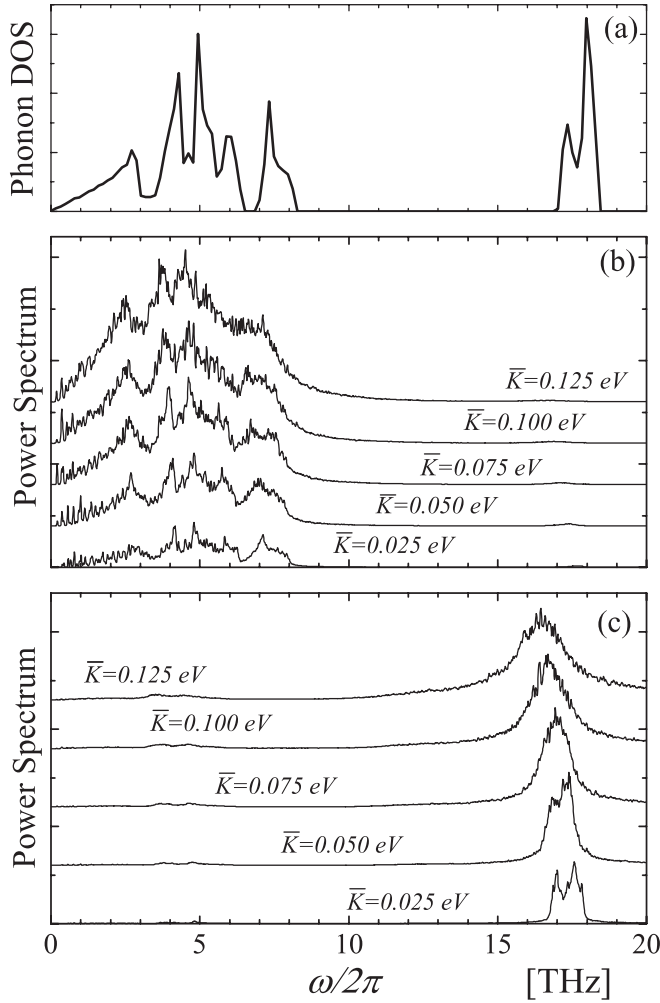 (a)
Phonon DOS
(b)
Power Spectrum
K̅=0.125 eV
K̅=0.100 eV
K̅=0.075 eV
K̅=0.050 eV
K̅=0.025 eV
(c)
Power Spectrum
K̅=0.125 eV
K̅=0.100 eV
K̅=0.075 eV
K̅=0.050 eV
K̅=0.025 eV
0 5 10 15 20
ω/2π [THz]